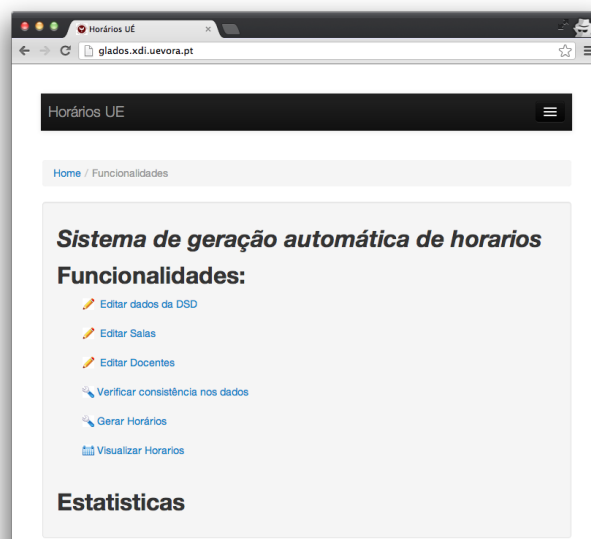 Horários UÉ
glados.xdi.uevora.pt
Horários UE
Home / Funcionalidades
Sistema de geração automática de horarios
Funcionalidades:
Editar dados da DSD
Editar Salas
Editar Docentes
Verificar consistência nos dados
Gerar Horários
Visualizar Horarios
Estatisticas